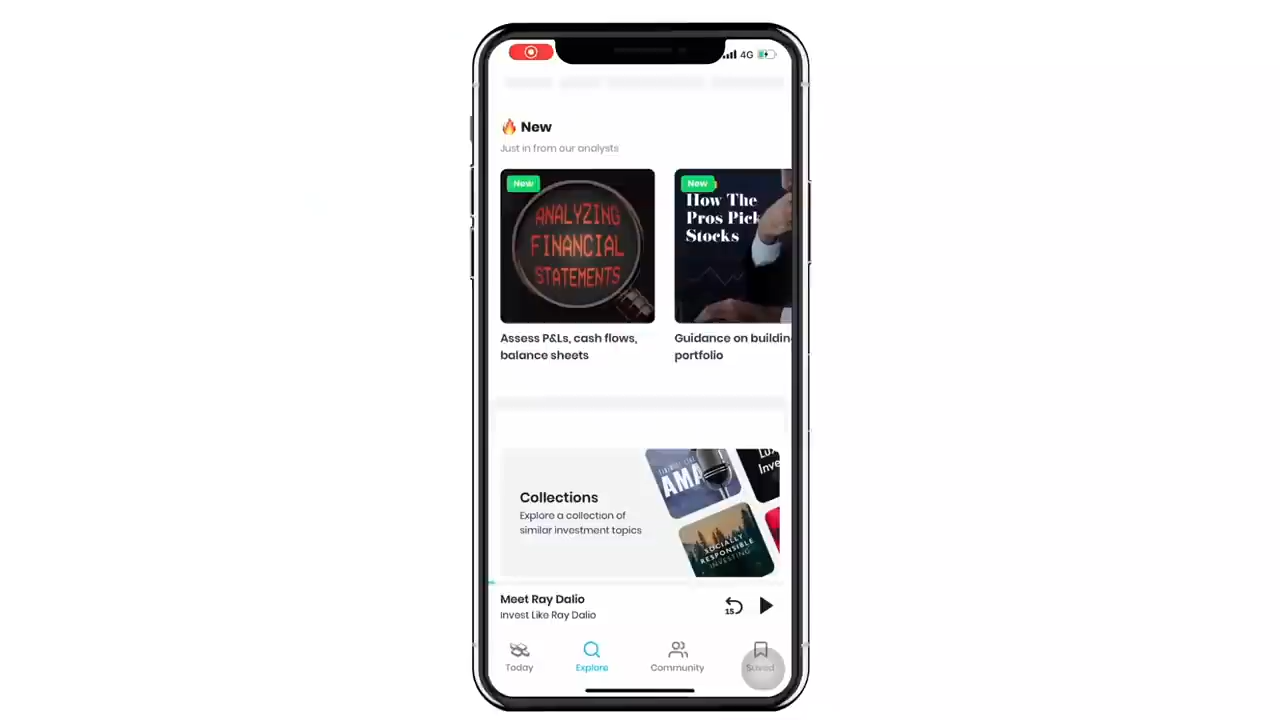 4G
🔥 New
Just in from our analysts
New
ANALYZING
FINANCIAL
STATEMENTS
New
How The
Pros Pick
Stocks
Assess P&Ls, cash flows,
balance sheets
Guidance on buildin
portfolio
Collections
Explore a collection of
similar investment topics
AMA
Inve
SOCIALLY
RESPONSIBLE
INVESTING
Meet Ray Dalio
Invest Like Ray Dalio
15
Today
Explore
Community
Saved